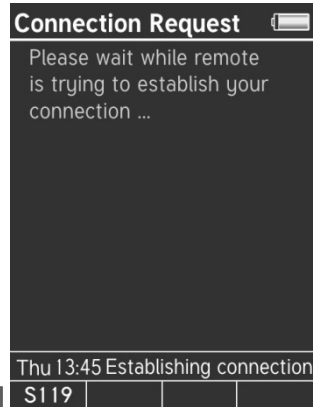 Connection Request
Please wait while remote
is trying to establish your
connection ...
Thu 13:45 Establishing connection
S119